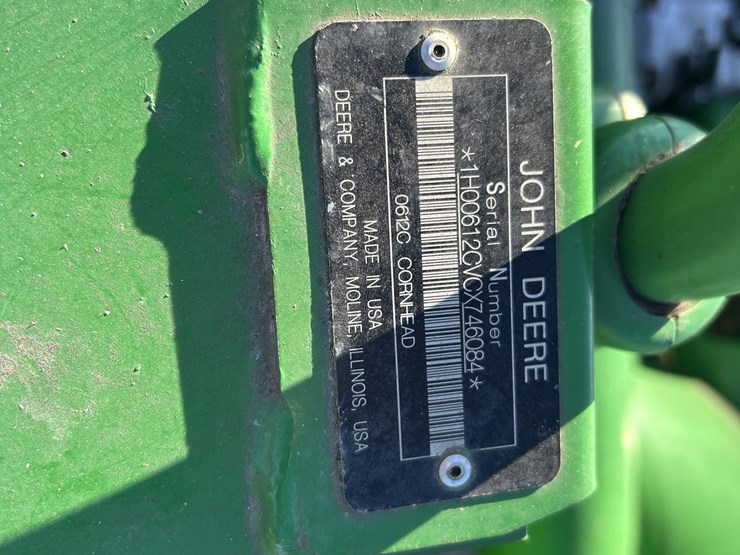 JOHN DEERE
Serial Number
*1H00612CVCX746084*
0612C CORNHEAD
MADE IN USA
DEERE & COMPANY, MOLINE, ILLINOIS, USA